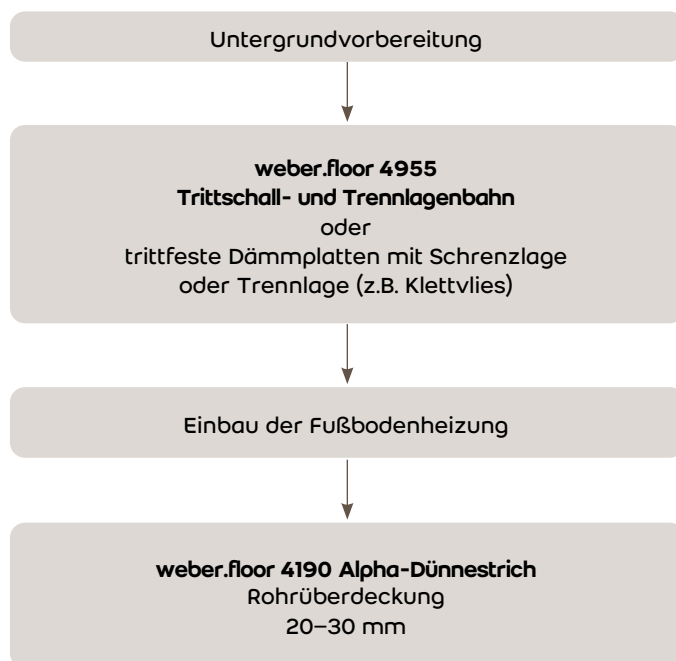 Untergrundvorbereitung
weber.floor 4955
Trittschall- und Trennlagenbahn
oder
trittfeste Dämmplatten mit Schrenzlage
oder Trennlage (z.B. Klettvlies)
Einbau der Fußbodenheizung
weber.floor 4190 Alpha-Dünnestrich
Rohrüberdeckung
20–30 mm